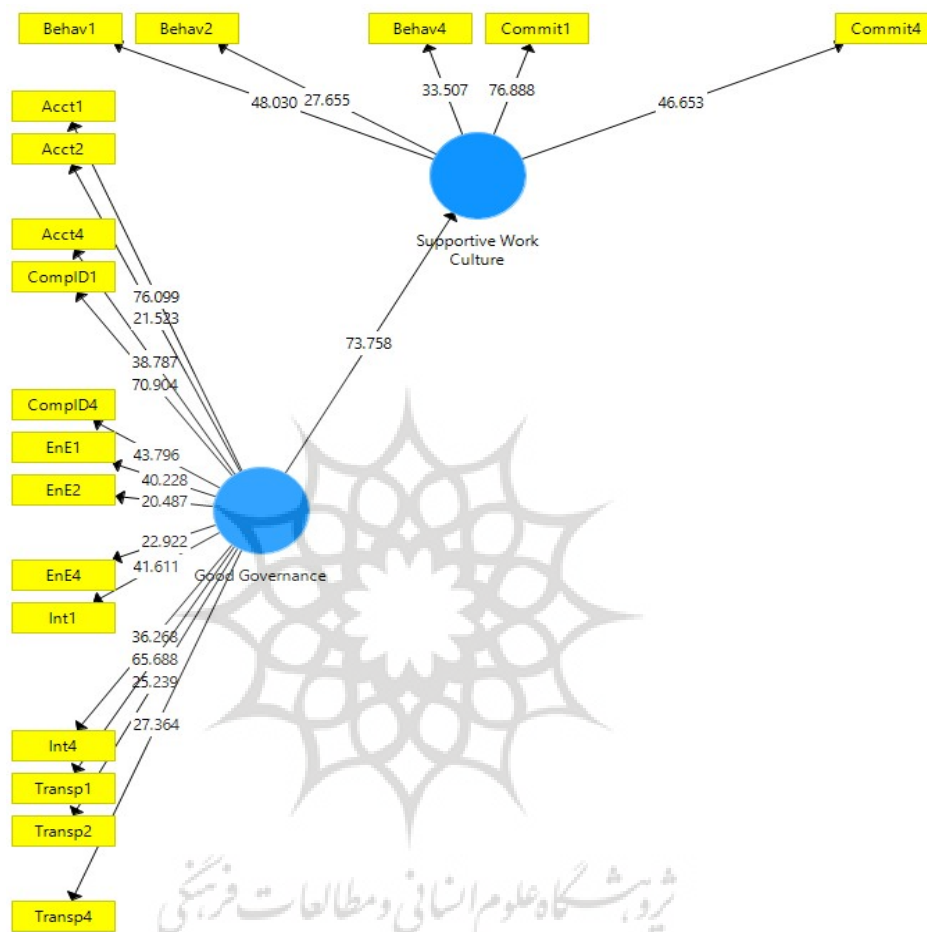 Behav1
Behav2
Behav4
Commit1
Commit4
48.030
27.655
33.507
76.888
46.653
Acct1
Acct2
Acct4
CompID1
Supportive Work
Culture
76.099
21.523
38.787
70.904
73.758
CompID4
EnE1
EnE2
EnE4
Int1
43.796
40.228
20.487
22.922
41.611
Good Governance
36.268
65.688
25.239
27.364
Int4
Transp1
Transp2
Transp4
پژوهشگاه علوم انسانی و مطالعات فرهنگی